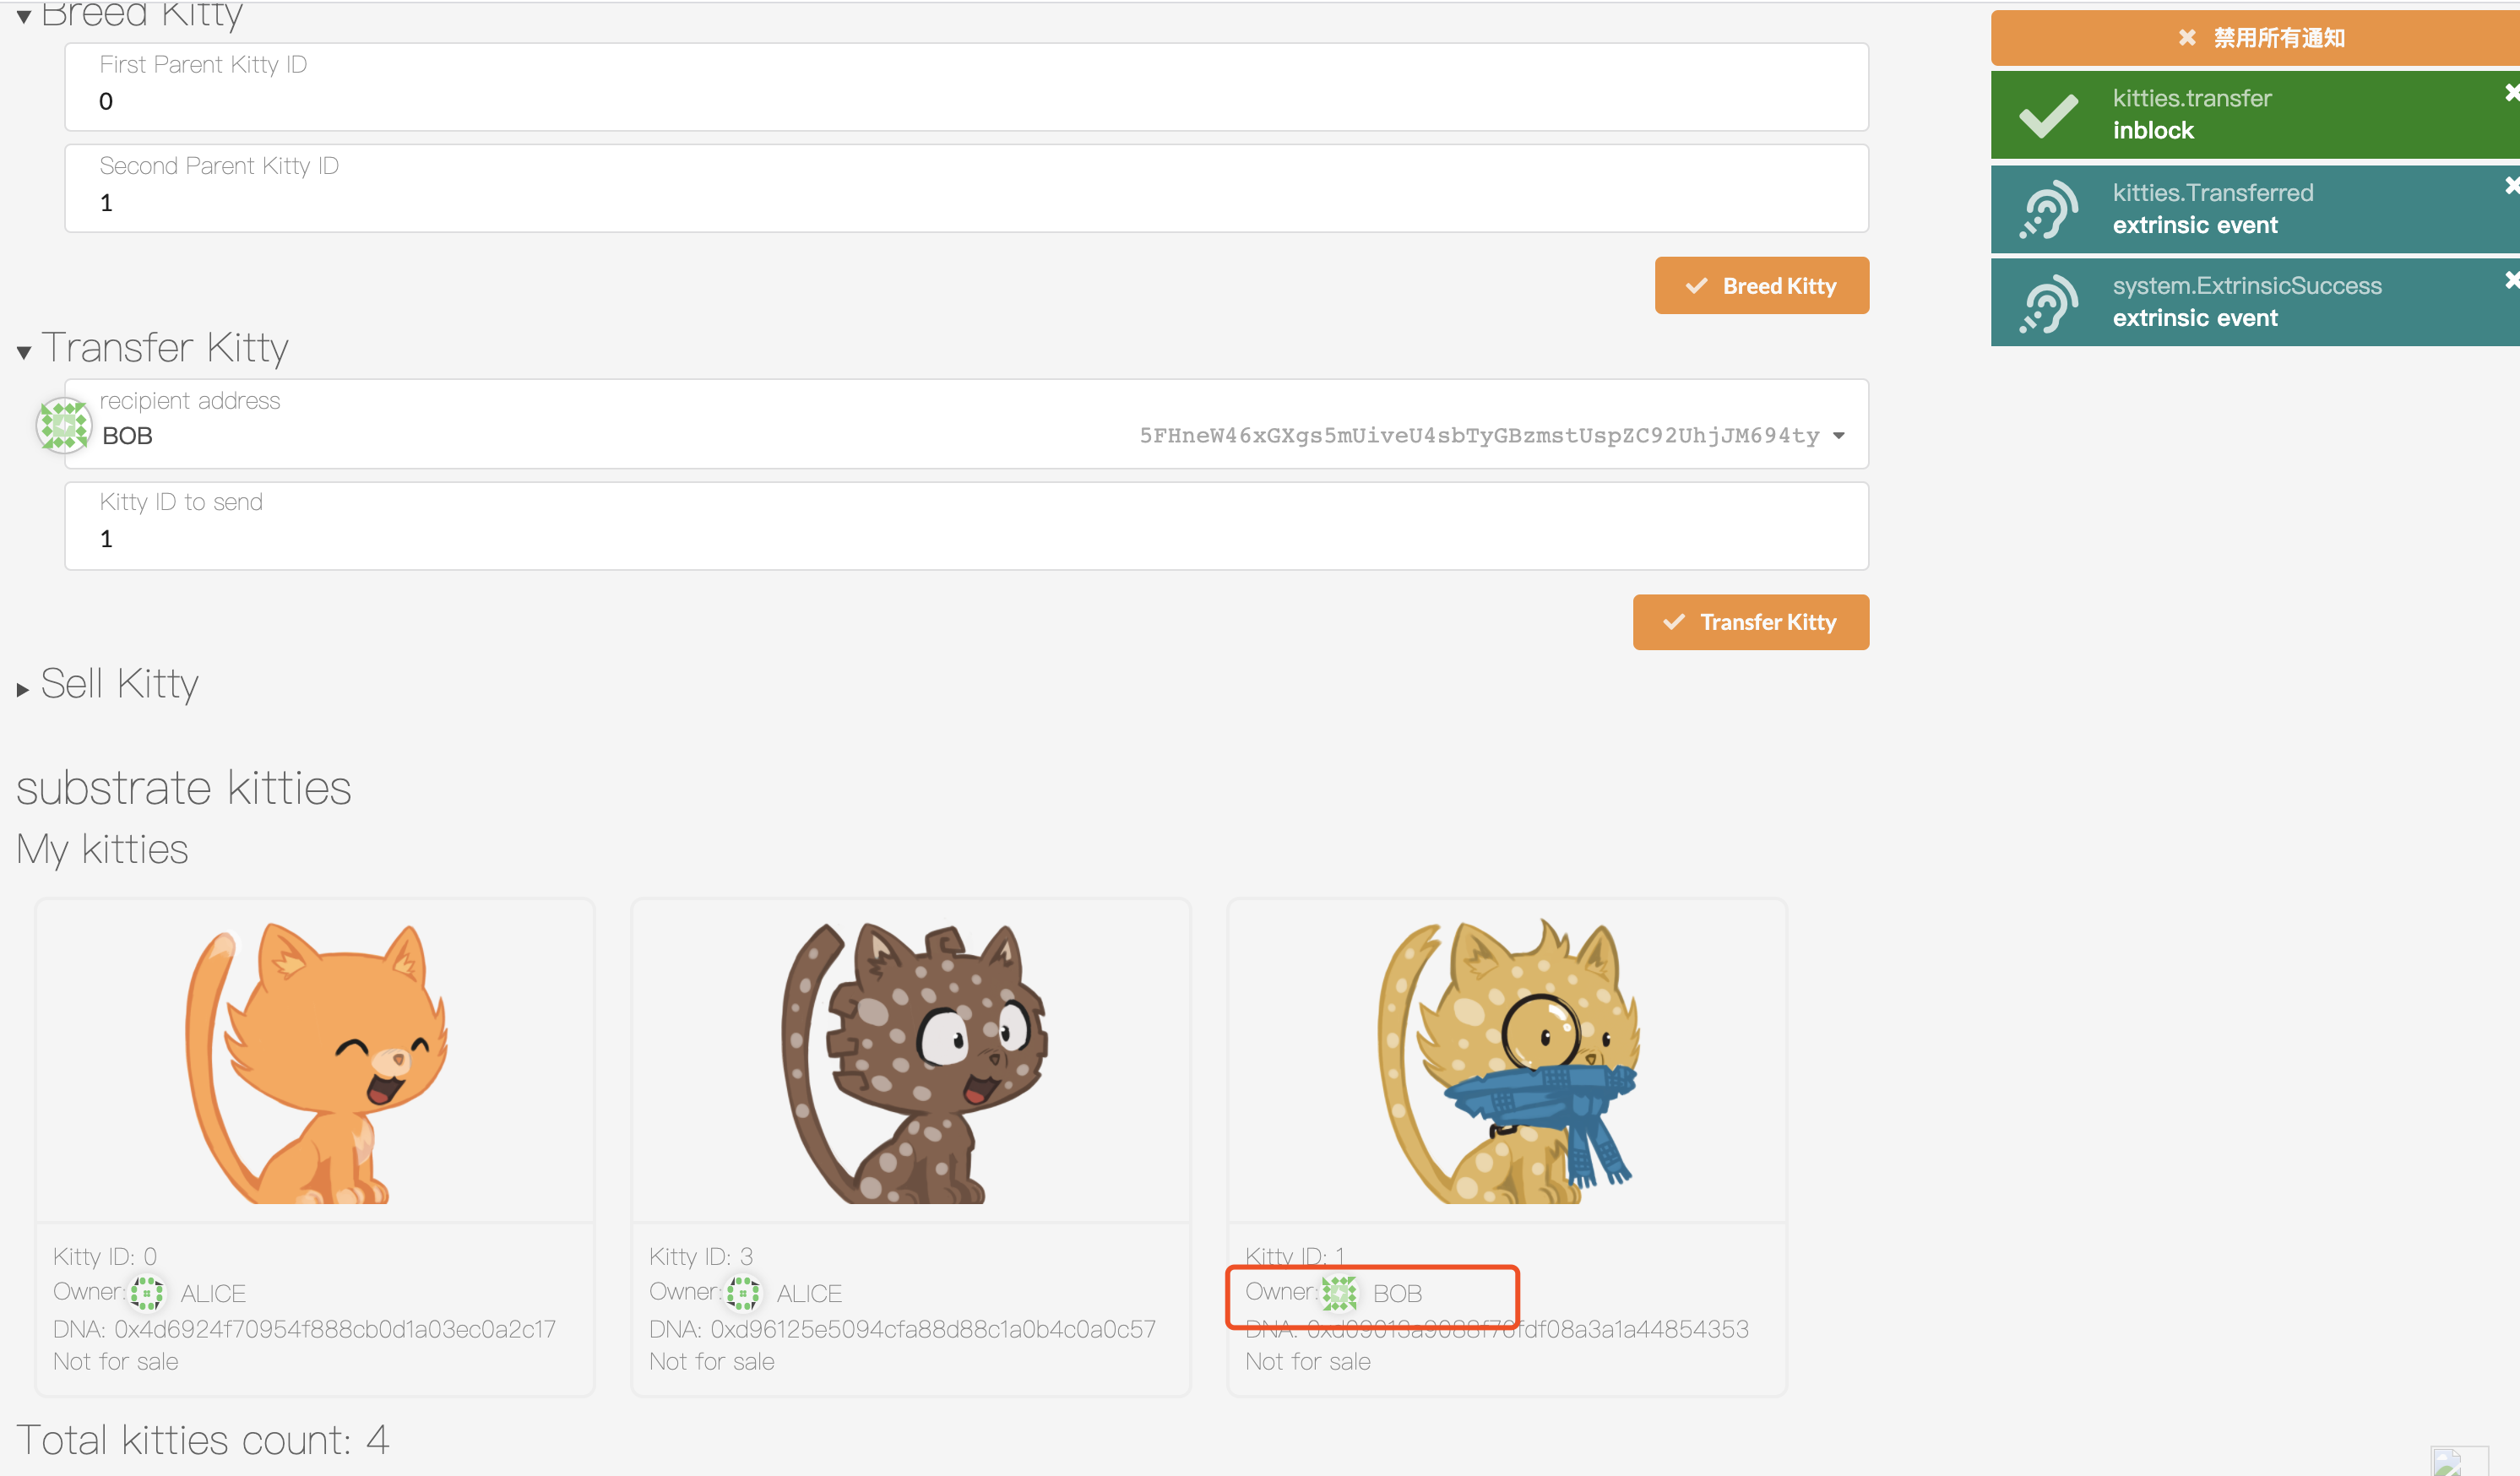 Breed Kitty
First Parent Kitty ID
0
Second Parent Kitty ID
1
Breed Kitty
Transfer Kitty
recipient address
BOB
5FHneW46xGXgs5mUiveU4sbTyGBzmstUspZC92UhjJM694ty
Kitty ID to send
1
Transfer Kitty
Sell Kitty
substrate kitties
My kitties
Kitty ID: 0
Owner: ALICE
DNA: 0x4d6924f70954f888cb0d1a03ec0a2c17
Not for sale
Kitty ID: 3
Owner: ALICE
DNA: 0xd96125e5094cfa88d88c1a0b4c0a0c57
Not for sale
Kitty ID: 1
Owner: BOB
DNA: 0xd09013a9088f76fdf08a3a1a44854353
Not for sale
Total kitties count: 4
禁用所有通知
kitties.transfer
inblock
kitties.Transferred
extrinsic event
system.ExtrinsicSuccess
extrinsic event